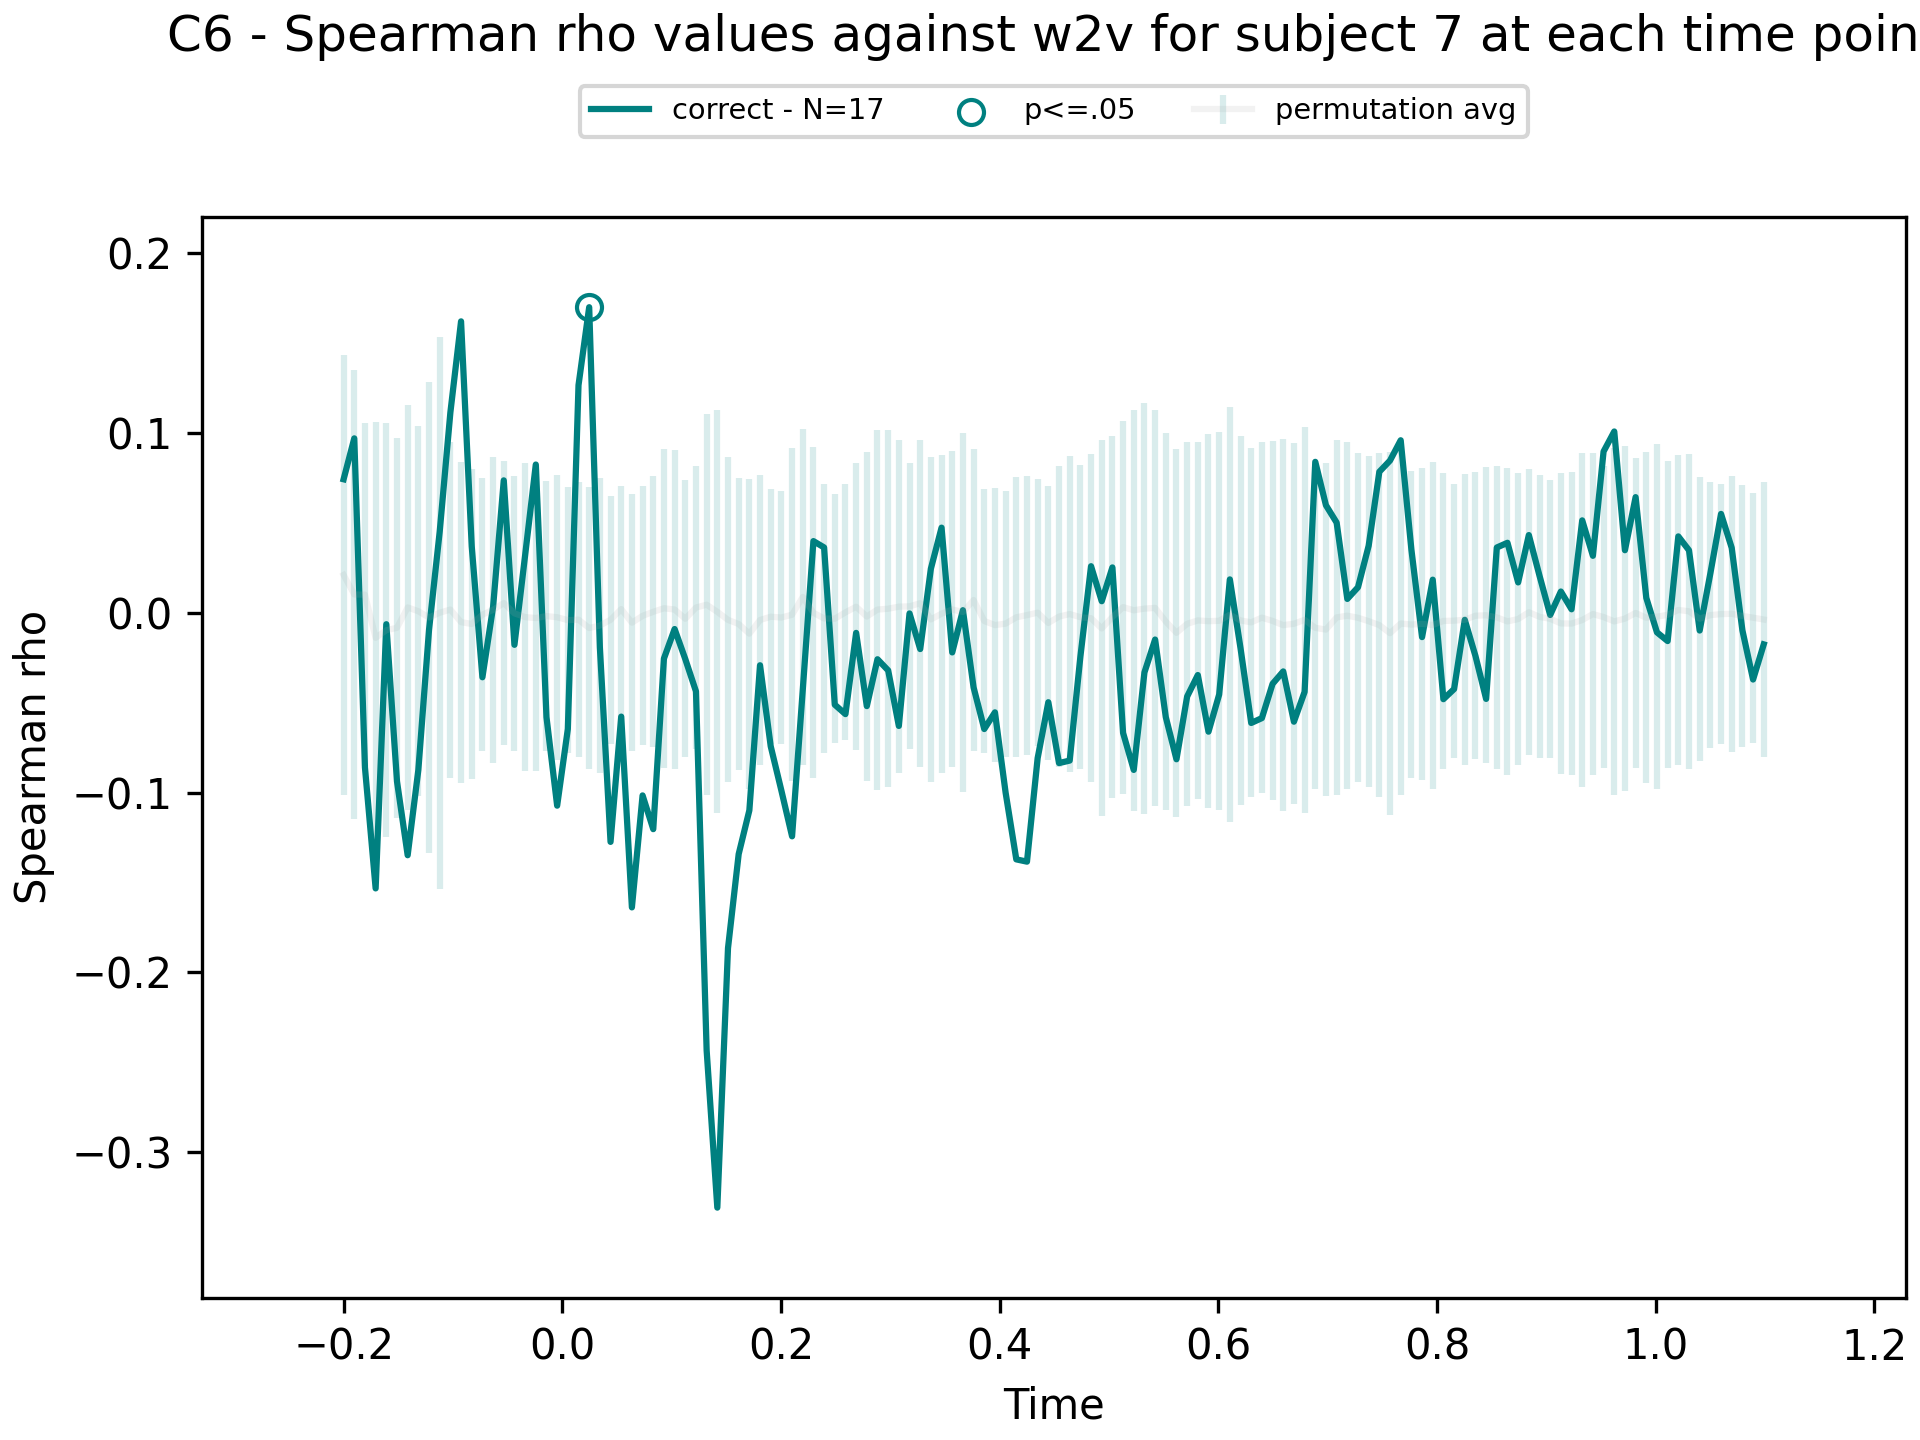 C6 - Spearman rho values against w2v for subject 7 at each time poin
correct - N=17 p<=.05 permutation avg
0.2
0.1
0.0
−0.1
−0.2
−0.3
Spearman rho
−0.2 0.0 0.2 0.4 0.6 0.8 1.0 1.2
Time